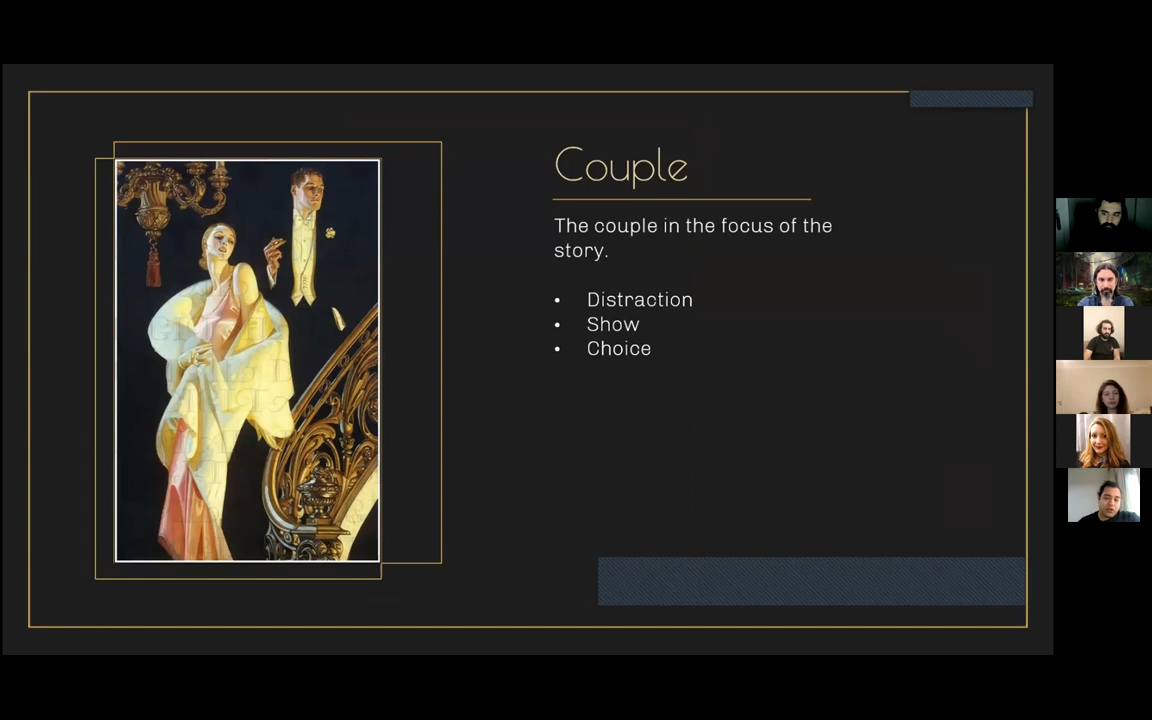 Couple
The couple in the focus of the
story.
• Distraction
• Show
• Choice